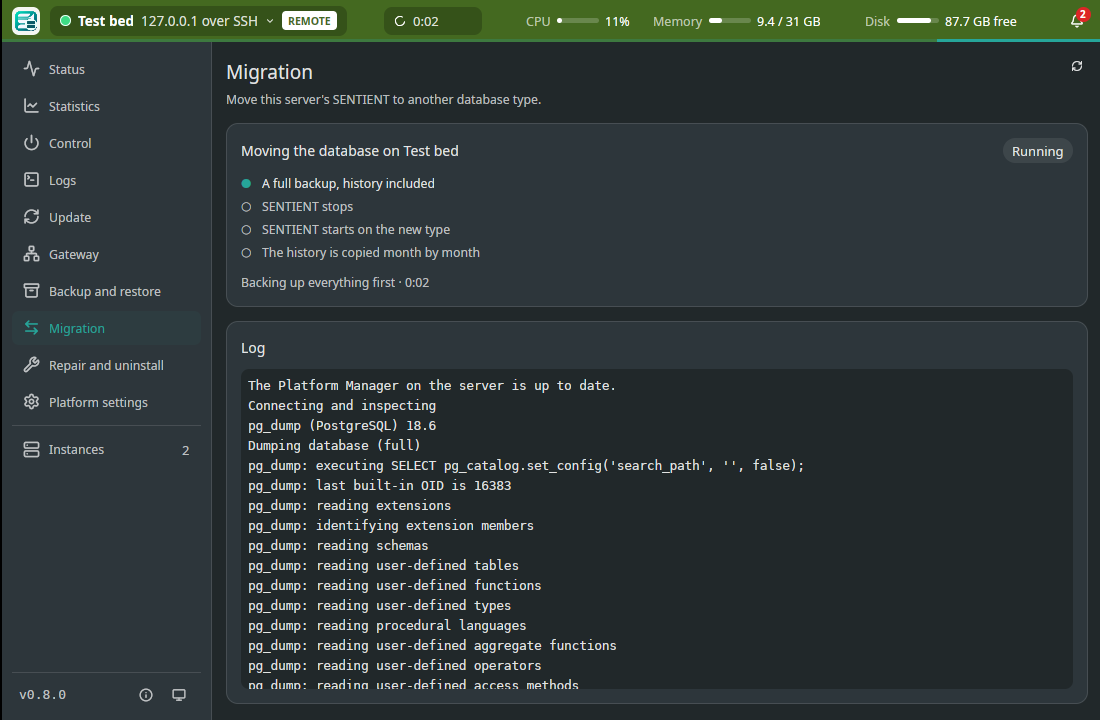 Test bed 127.0.0.1 over SSH REMOTE 0:02 CPU 11% Memory 9.4 / 31 GB Disk 87.7 GB free 2
Status
Statistics
Control
Logs
Update
Gateway
Backup and restore
Migration
Repair and uninstall
Platform settings
Instances 2
v0.8.0
Migration
Move this server's SENTIENT to another database type.
Moving the database on Test bed Running
A full backup, history included
SENTIENT stops
SENTIENT starts on the new type
The history is copied month by month
Backing up everything first · 0:02
Log
The Platform Manager on the server is up to date.
Connecting and inspecting
pg_dump (PostgreSQL) 18.6
Dumping database (full)
pg_dump: executing SELECT pg_catalog.set_config('search_path', '', false);
pg_dump: last built-in OID is 16383
pg_dump: reading extensions
pg_dump: identifying extension members
pg_dump: reading schemas
pg_dump: reading user-defined tables
pg_dump: reading user-defined functions
pg_dump: reading user-defined types
pg_dump: reading procedural languages
pg_dump: reading user-defined aggregate functions
pg_dump: reading user-defined operators
pg_dump: reading user-defined access methods